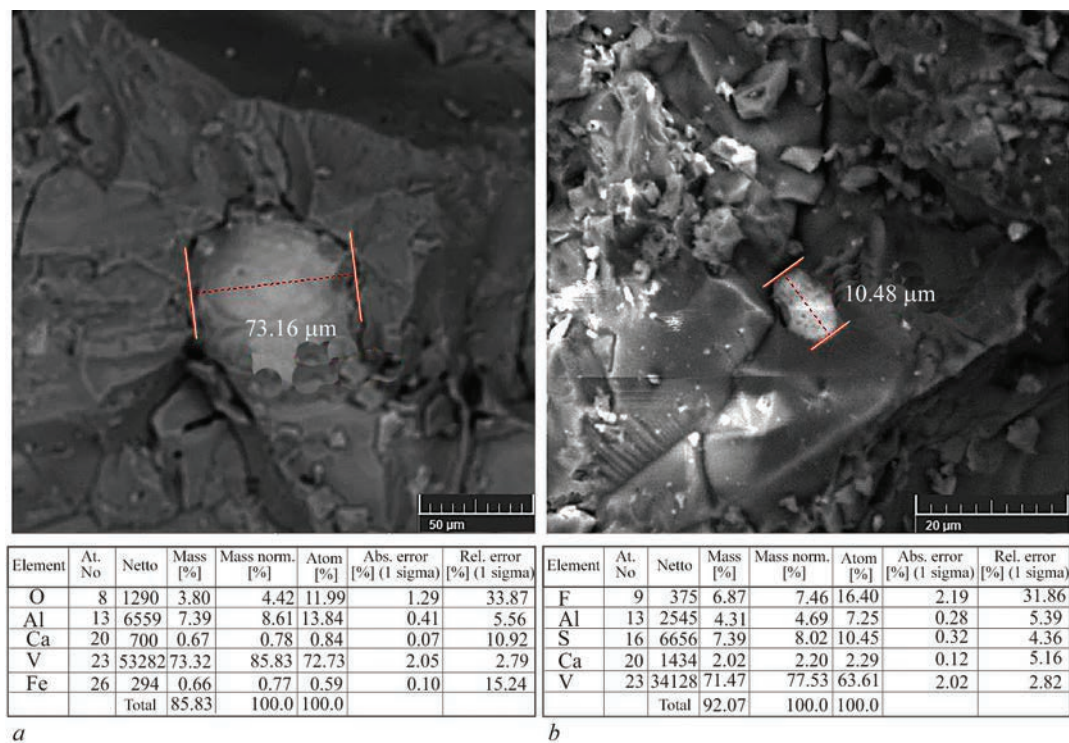 73.16 μm
50 μm
10.48 μm
20 μm
Element At. No Netto Mass [%] Mass norm. [%] Atom [%] Abs. error [%] (1 sigma) Rel. error [%] (1 sigma)
O 8 1290 3.80 4.42 11.99 1.29 33.87
Al 13 6559 7.39 8.61 13.84 0.41 5.56
Ca 20 700 0.67 0.78 0.84 0.07 10.92
V 23 53282 73.32 85.83 72.73 2.05 2.79
Fe 26 294 0.66 0.77 0.59 0.10 15.24
Total 85.83 100.0 100.0
a
Element At. No Netto Mass [%] Mass norm. [%] Atom [%] Abs. error [%] (1 sigma) Rel. error [%] (1 sigma)
F 9 375 6.87 7.46 16.40 2.19 31.86
Al 13 2545 4.31 4.69 7.25 0.28 5.39
S 16 6656 7.39 8.02 10.45 0.32 4.36
Ca 20 1434 2.02 2.20 2.29 0.12 5.16
V 23 34128 71.47 77.53 63.61 2.02 2.82
Total 92.07 100.0 100.0
b